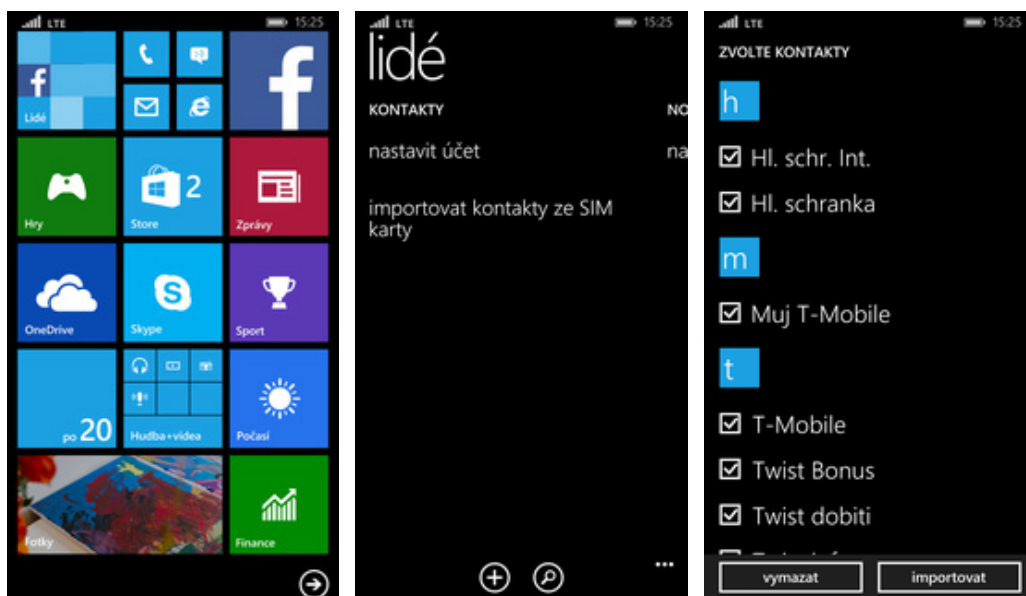 LTE 15:25
Lidé
Hry
Store 2
Zprávy
OneDrive
Skype
Sport
po 20
Hudba+videa
Počasí
Fotky
Finance
LTE 15:25
lidé
KONTAKTY NO
nastavit účet na
importovat kontakty ze SIM
karty
LTE 15:25
ZVOLTE KONTAKTY
h
Hl. schr. Int.
Hl. schranka
m
Muj T-Mobile
t
T-Mobile
Twist Bonus
Twist dobiti
vymazat importovat